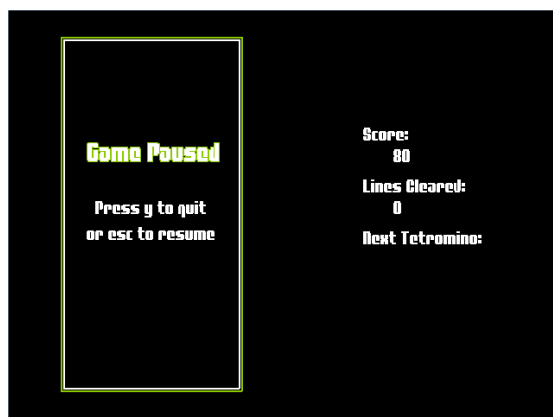 Game Paused
Press y to quit
or esc to resume
Score:
80
Lines Cleared:
0
Next Tetromino: